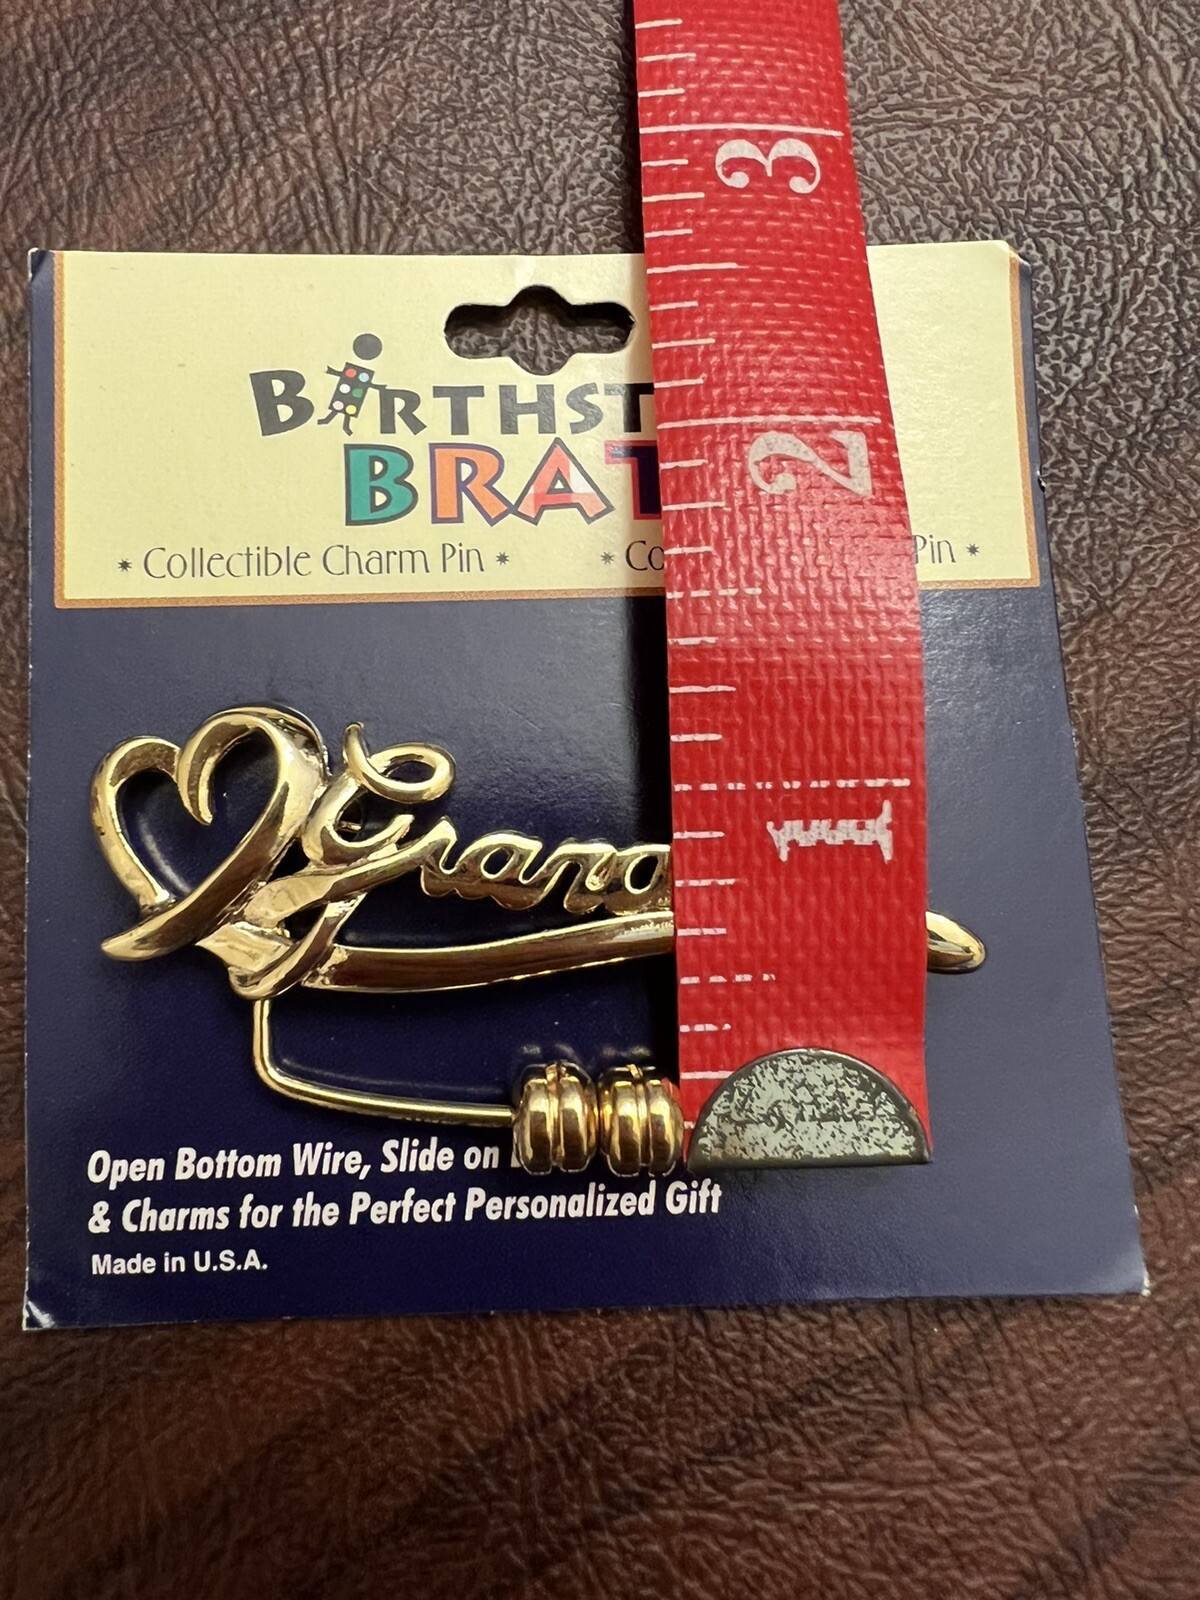 3
BIRTHST
2
BRAT
* Collectible Charm Pin * * Co Pin *
1
Grand
Open Bottom Wire, Slide on
& Charms for the Perfect Personalized Gift
Made in U.S.A.